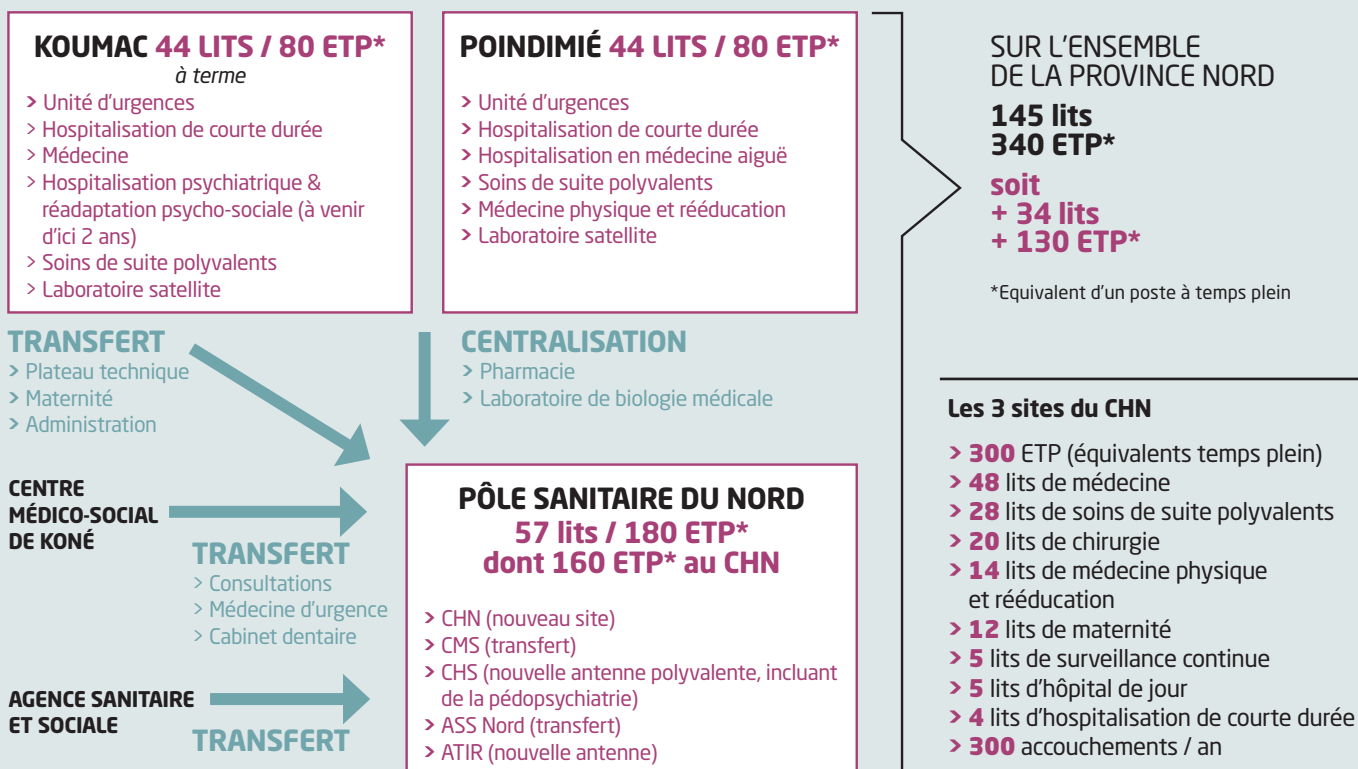 KOUMAC 44 LITS / 80 ETP*
à terme
> Unité d'urgences
> Hospitalisation de courte durée
> Médecine
> Hospitalisation psychiatrique &
réadaptation psycho-sociale (à venir
d'ici 2 ans)
> Soins de suite polyvalents
> Laboratoire satellite
POINDIMIÉ 44 LITS / 80 ETP*
> Unité d'urgences
> Hospitalisation de courte durée
> Hospitalisation en médecine aiguë
> Soins de suite polyvalents
> Médecine physique et rééducation
> Laboratoire satellite
SUR L'ENSEMBLE
DE LA PROVINCE NORD
145 lits
340 ETP*
soit
+ 34 lits
+ 130 ETP*
*Equivalent d'un poste à temps plein
TRANSFERT
> Plateau technique
> Maternité
> Administration
CENTRALISATION
> Pharmacie
> Laboratoire de biologie médicale
CENTRE
MÉDICO-SOCIAL
DE KONÉ
TRANSFERT
> Consultations
> Médecine d'urgence
> Cabinet dentaire
AGENCE SANITAIRE
ET SOCIALE
TRANSFERT
PÔLE SANITAIRE DU NORD
57 lits / 180 ETP*
dont 160 ETP* au CHN
> CHN (nouveau site)
> CMS (transfert)
> CHS (nouvelle antenne polyvalente, incluant
de la pédopsychiatrie)
> ASS Nord (transfert)
> ATIR (nouvelle antenne)
Les 3 sites du CHN
> 300 ETP (équivalents temps plein)
> 48 lits de médecine
> 28 lits de soins de suite polyvalents
> 20 lits de chirurgie
> 14 lits de médecine physique
et rééducation
> 12 lits de maternité
> 5 lits de surveillance continue
> 5 lits d'hôpital de jour
> 4 lits d'hospitalisation de courte durée
> 300 accouchements / an